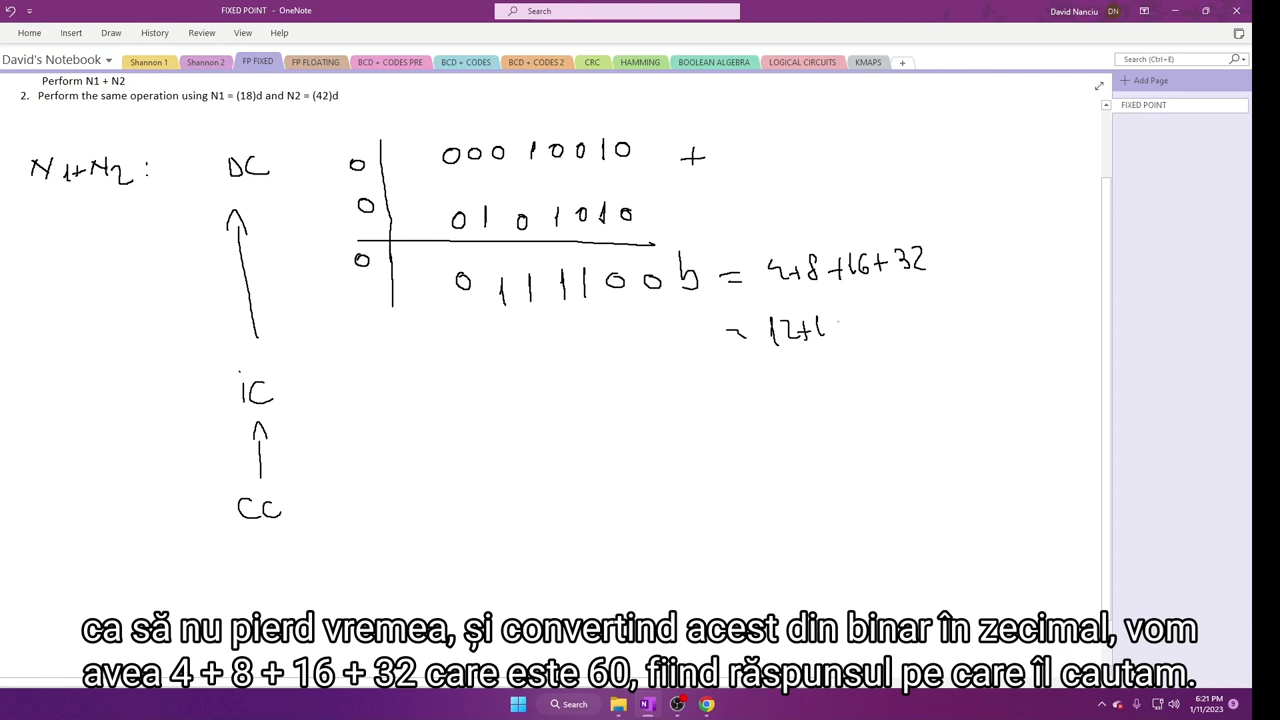 FIXED POINT - OneNote
Search
David Nanciu DN
Home Insert Draw History Review View Help
David's Notebook Shannon 1 Shannon 2 FP FIXED FP FLOATING BCD + CODES PRE BCD + CODES BCD + CODES 2 CRC HAMMING BOOLEAN ALGEBRA LOGICAL CIRCUITS KMAPS + Search (Ctrl+E)
Perform N1 + N2
Add Page
2. Perform the same operation using N1 = (18)d and N2 = (42)d
FIXED POINT
N1+N2: DC 0 00010010 +
0 0101010
0 0111100b = 4+8+16+32
= 12+1
iC
CC
ca să nu pierd vremea, și convertind acest din binar în zecimal, vom
avea 4 + 8 + 16 + 32 care este 60, fiind răspunsul pe care îl cautam.
Search
6:21 PM
1/11/2023